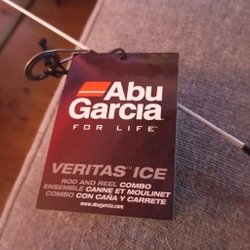 Abu
Garcia
FOR LIFE™
VERITAS™ ICE
ROD AND REEL COMBO
ENSEMBLE CANNE ET MOULINET
COMBO CON CAÑA Y CARRETE
www.abugarcia.com